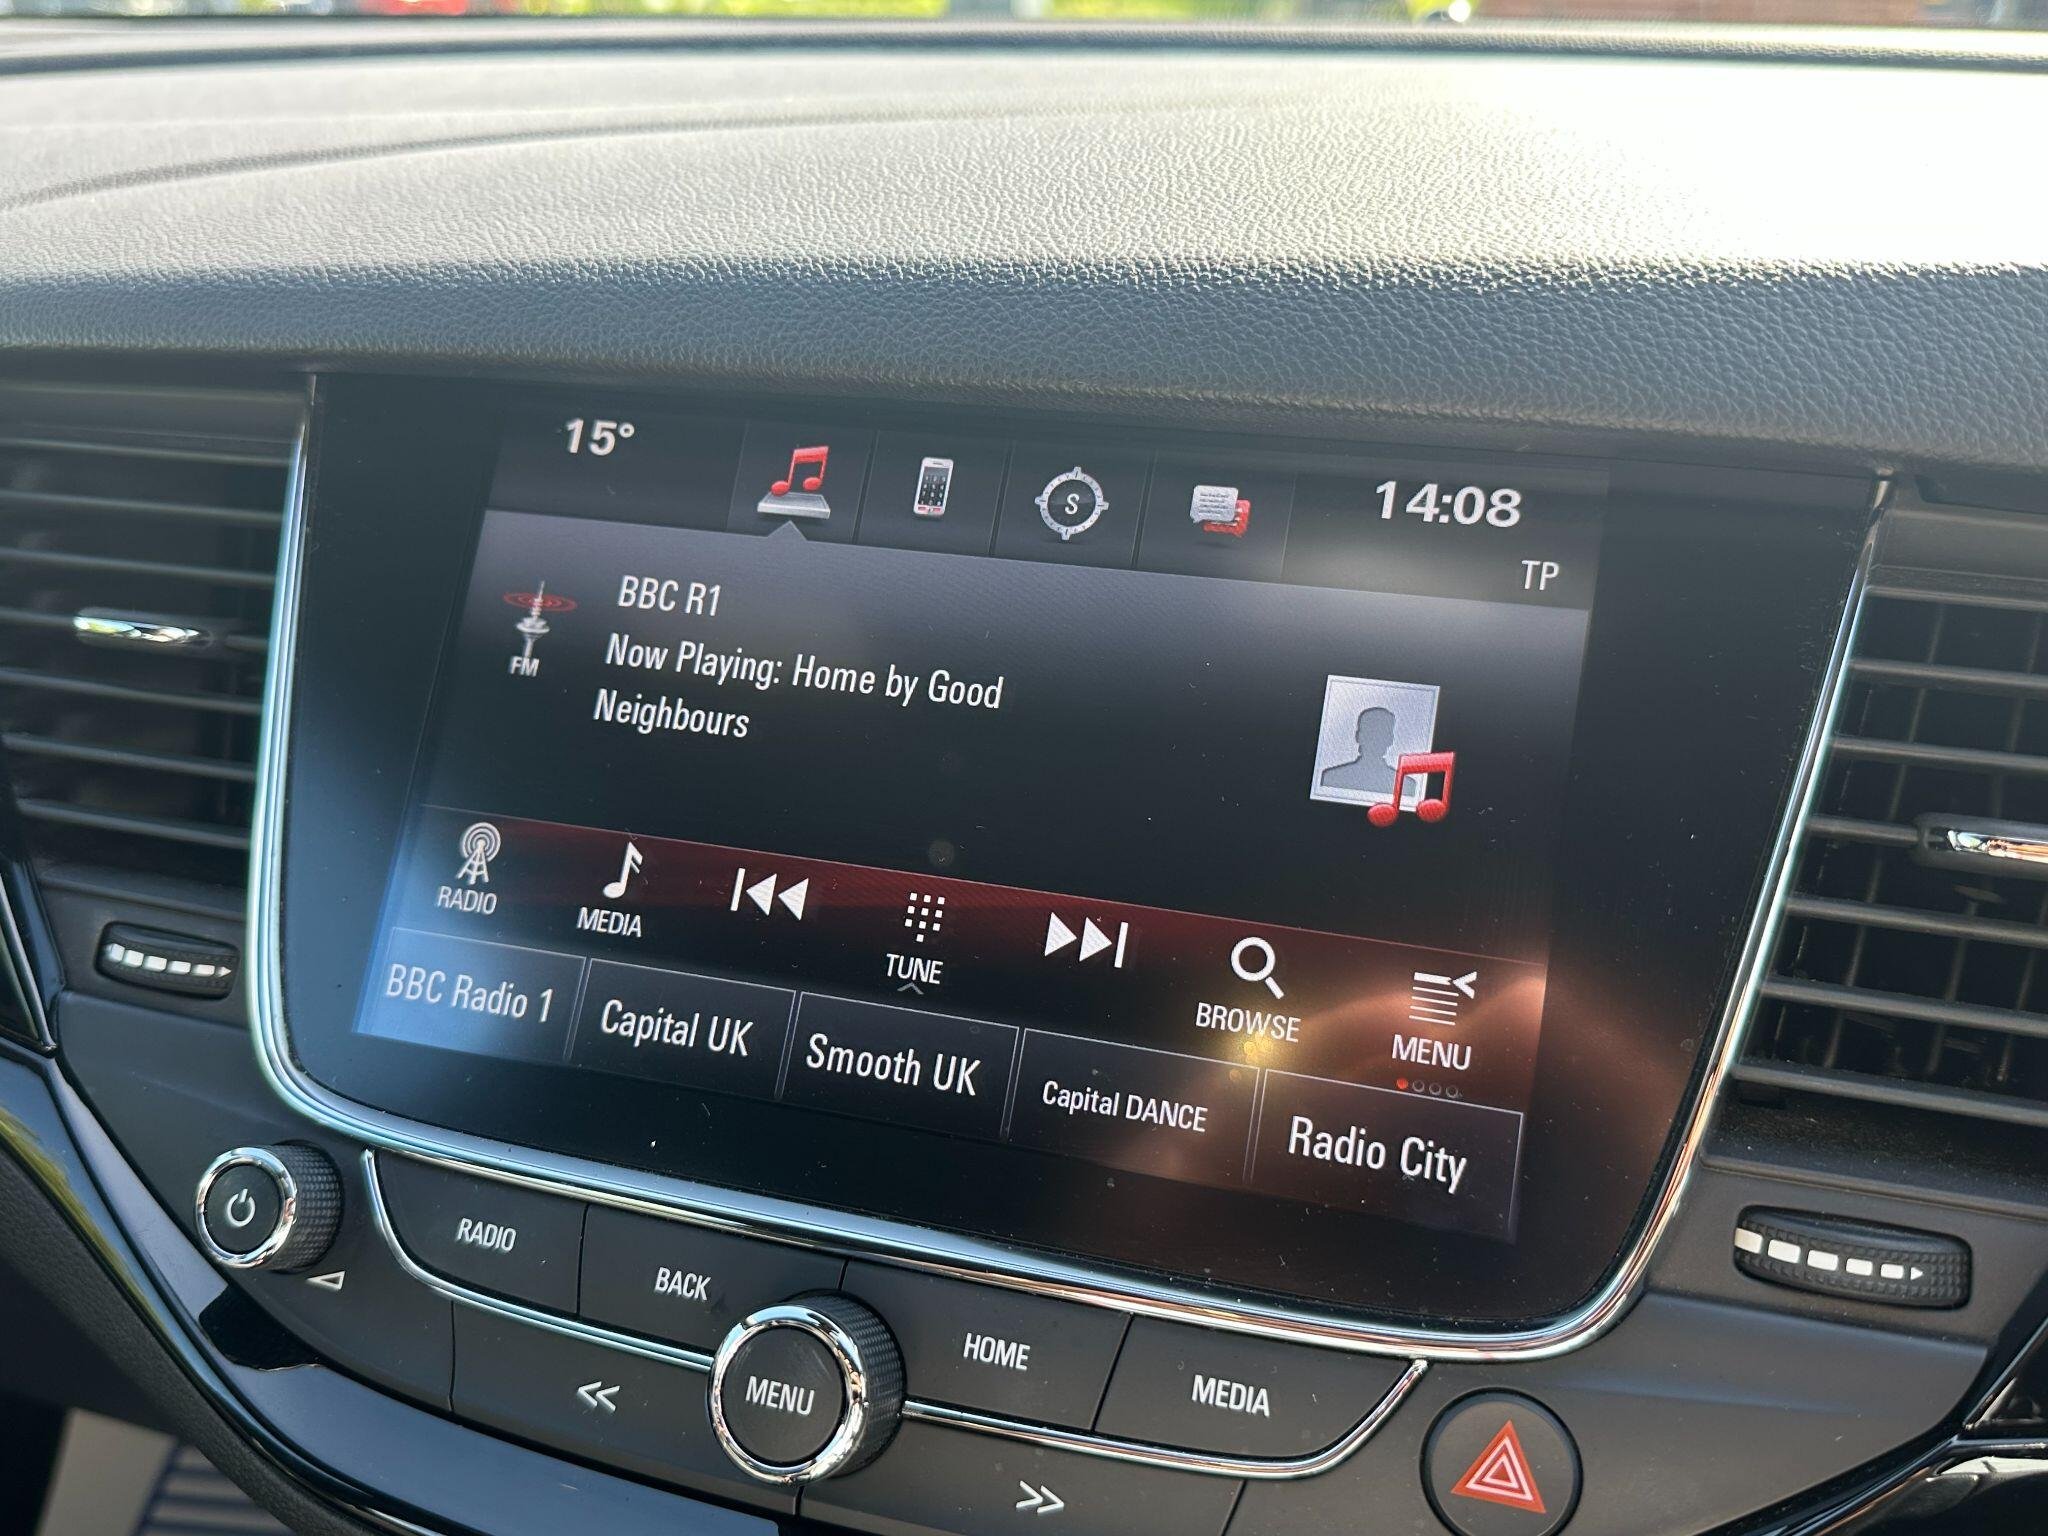 15°
S
14:08
TP
BBC R1
FM
Now Playing: Home by Good
Neighbours
RADIO
MEDIA
TUNE
BROWSE
MENU
BBC Radio 1
Capital UK
Smooth UK
Capital DANCE
Radio City
RADIO
BACK
MENU
HOME
MEDIA